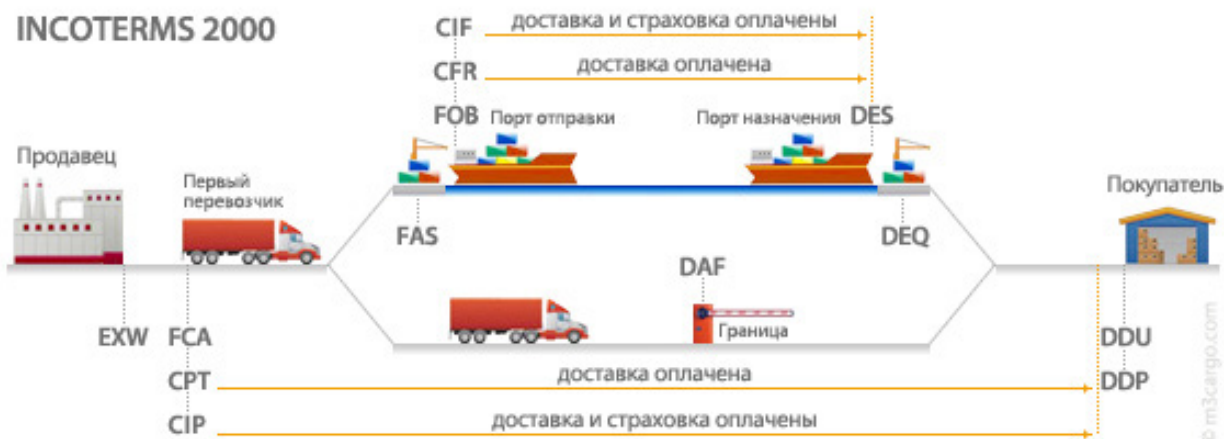 INCOTERMS 2000
CIF доставка и страховка оплачены
CFR доставка оплачена
FOB Порт отправки Порт назначения DES
Продавец
Первый
перевозчик
Покупатель
FAS DEQ
DAF
Граница
EXW FCA DDU
CPT доставка оплачена DDP
CIP доставка и страховка оплачены
© m3cargo.com